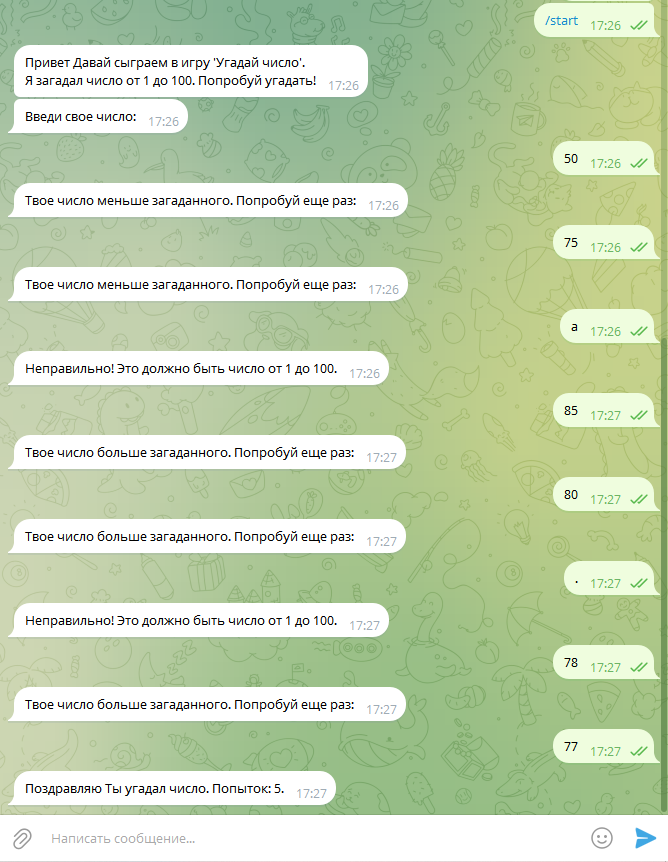 /start 17:26
Привет Давай сыграем в игру 'Угадай число'.
Я загадал число от 1 до 100. Попробуй угадать! 17:26
Введи свое число: 17:26
50 17:26
Твое число меньше загаданного. Попробуй еще раз: 17:26
75 17:26
Твое число меньше загаданного. Попробуй еще раз: 17:26
а 17:26
Неправильно! Это должно быть число от 1 до 100. 17:26
85 17:27
Твое число больше загаданного. Попробуй еще раз: 17:27
80 17:27
Твое число больше загаданного. Попробуй еще раз: 17:27
. 17:27
Неправильно! Это должно быть число от 1 до 100. 17:27
78 17:27
Твое число больше загаданного. Попробуй еще раз: 17:27
77 17:27
Поздравляю Ты угадал число. Попыток: 5. 17:27
Написать сообщение...